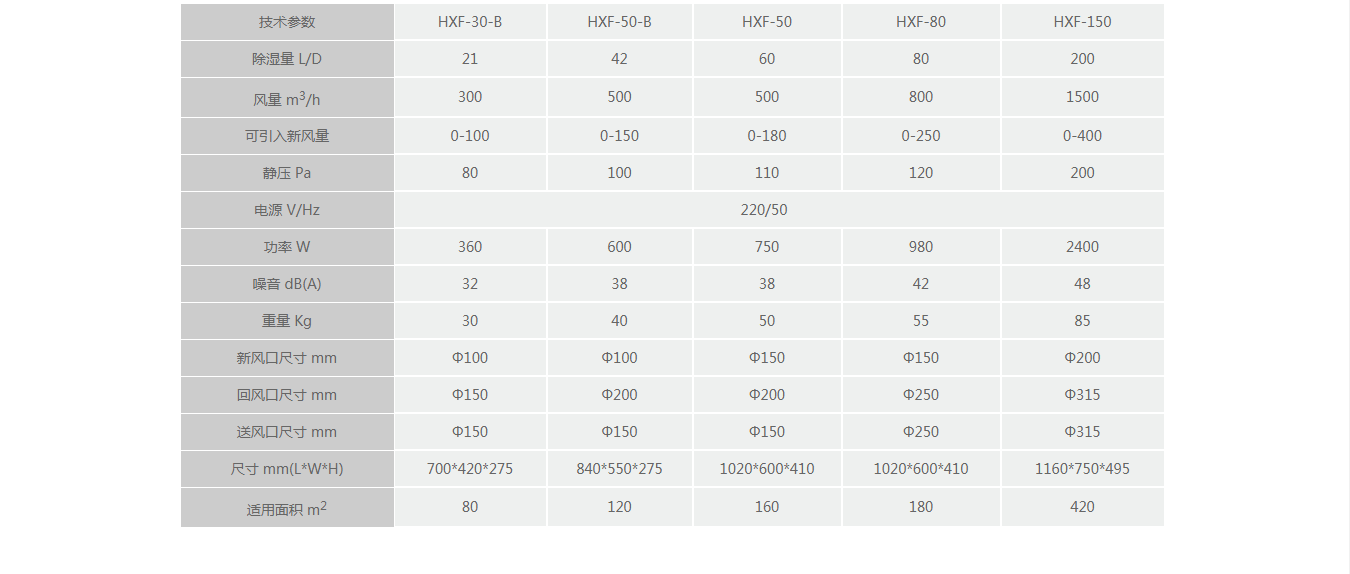 技术参数 HXF-30-B HXF-50-B HXF-50 HXF-80 HXF-150
除湿量 L/D 21 42 60 80 200
风量 m³/h 300 500 500 800 1500
可引入新风量 0-100 0-150 0-180 0-250 0-400
静压 Pa 80 100 110 120 200
电源 V/Hz 220/50
功率 W 360 600 750 980 2400
噪音 dB(A) 32 38 38 42 48
重量 Kg 30 40 50 55 85
新风口尺寸 mm Φ100 Φ100 Φ150 Φ150 Φ200
回风口尺寸 mm Φ150 Φ200 Φ200 Φ250 Φ315
送风口尺寸 mm Φ150 Φ150 Φ150 Φ250 Φ315
尺寸 mm(L*W*H) 700*420*275 840*550*275 1020*600*410 1020*600*410 1160*750*495
适用面积 m² 80 120 160 180 420